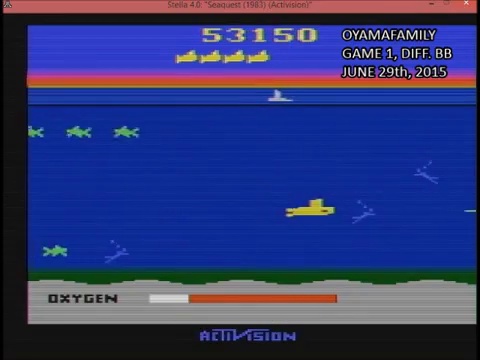 Stella 4.0: "Seaquest (1983) (Activision)"
53150
OYAMAFAMILY
GAME 1, DIFF. BB
JUNE 29th, 2015
OXYGEN
ACTIVISION